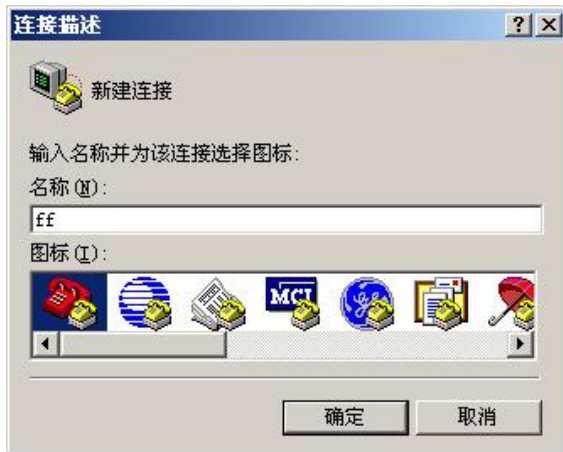 连接描述
新建连接
输入名称并为该连接选择图标:
名称(N):
ff
图标(I):
MCI
确定
取消